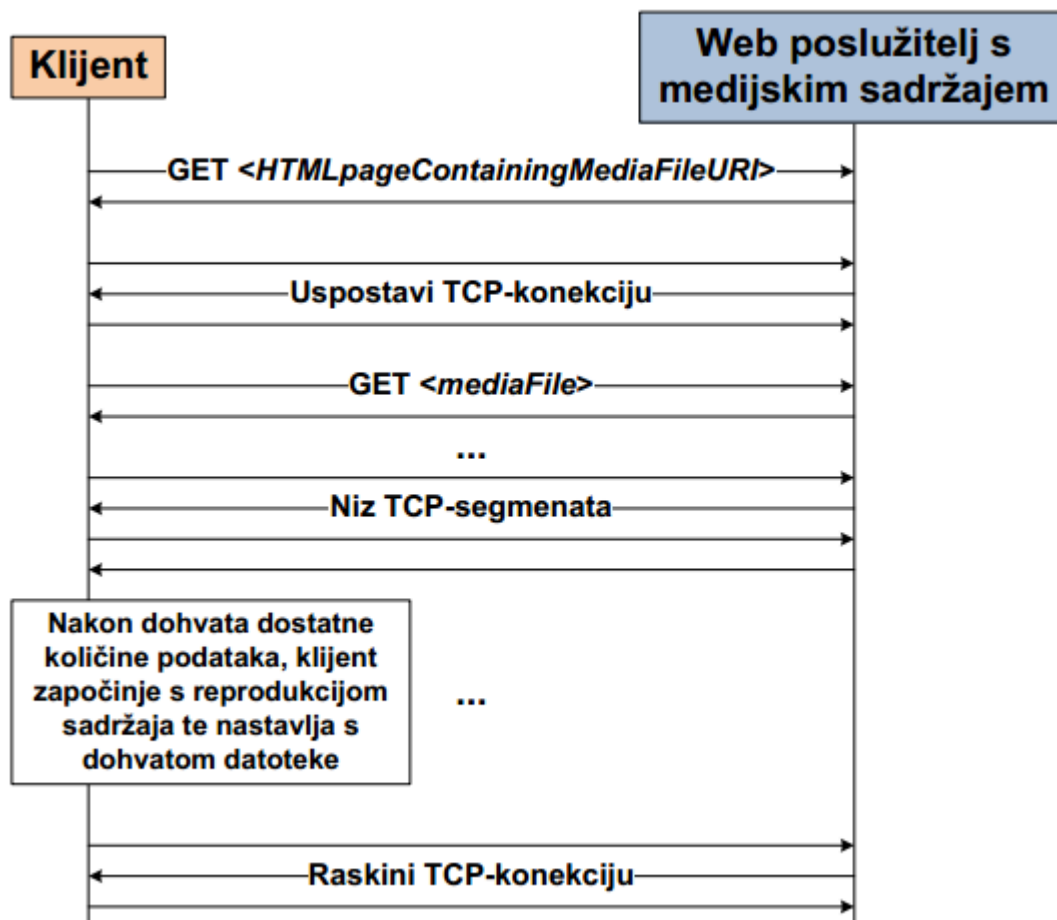 Klijent
Web poslužitelj s
medijskim sadržajem
GET <HTMLpageContainingMediaFileURI>
Uspostavi TCP-konekciju
GET <mediaFile>
...
Niz TCP-segmenata
Nakon dohvata dostatne
količine podataka, klijent
započinje s reprodukcijom
sadržaja te nastavlja s
dohvatom datoteke
...
Raskini TCP-konekciju